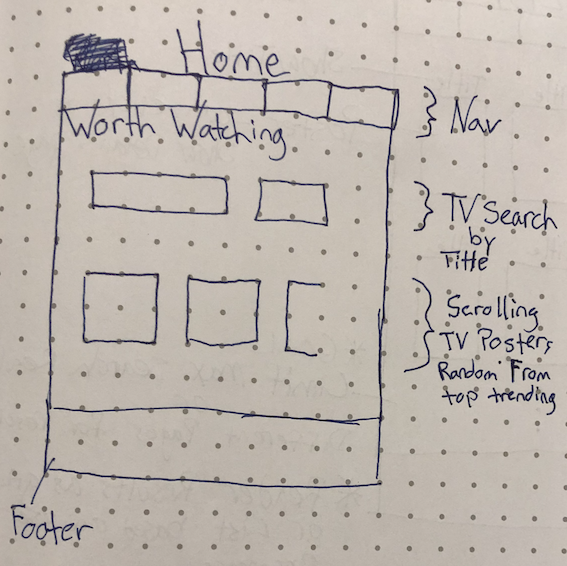 Home
Nav
Worth Watching
TV Search
by
Title
Scrolling
TV Posters
Random From
top trending
Footer